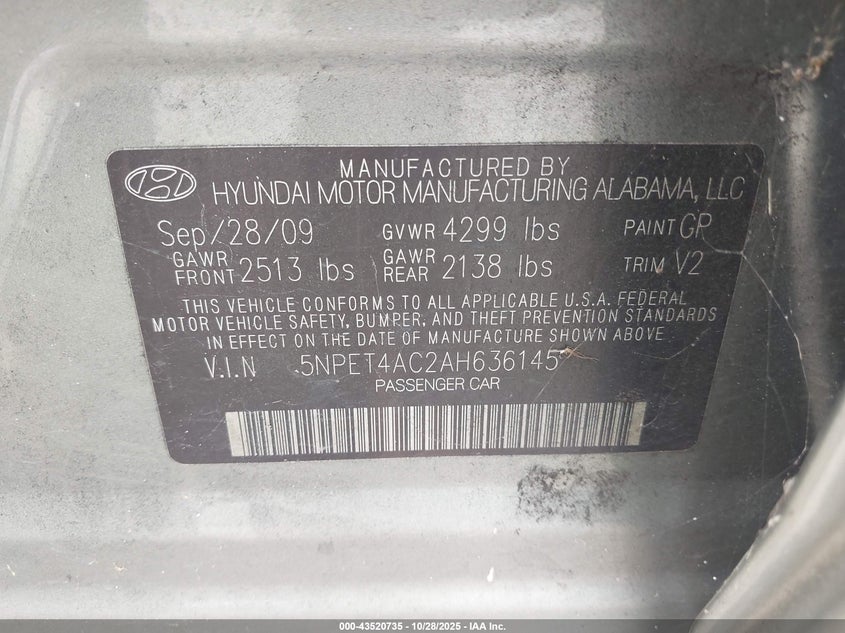 MANUFACTURED BY
HYUNDAI MOTOR MANUFACTURING ALABAMA, LLC
Sep/28/09 GVWR 4299 lbs PAINT GP
GAWR FRONT 2513 lbs GAWR REAR 2138 lbs TRIM V2
THIS VEHICLE CONFORMS TO ALL APPLICABLE U.S.A. FEDERAL
MOTOR VEHICLE SAFETY, BUMPER, AND THEFT PREVENTION STANDARDS
IN EFFECT ON THE DATE OF MANUFACTURE SHOWN ABOVE
V.I.N 5NPET4AC2AH636145
PASSENGER CAR
000-43520735 - 10/28/2025 - IAA Inc.